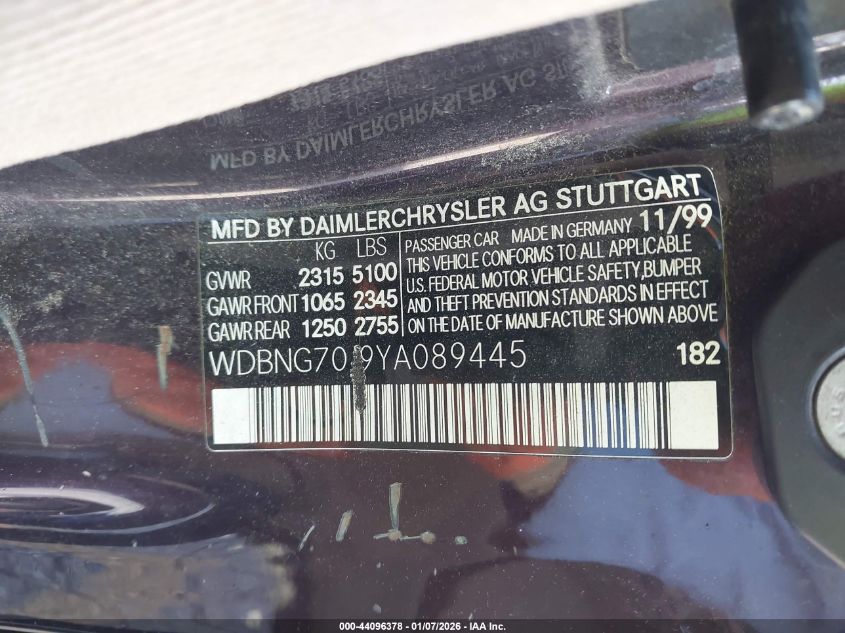 MFD BY DAIMLERCHRYSLER AG STUTTGART
KG LBS
GVWR 2315 5100
GAWR FRONT 1065 2345
GAWR REAR 1250 2755
PASSENGER CAR MADE IN GERMANY 11/99
THIS VEHICLE CONFORMS TO ALL APPLICABLE
U.S. FEDERAL MOTOR VEHICLE SAFETY,BUMPER
AND THEFT PREVENTION STANDARDS IN EFFECT
ON THE DATE OF MANUFACTURE SHOWN ABOVE
WDBNG70J9YA089445 182
000-44096378 - 01/07/2026 - IAA Inc.